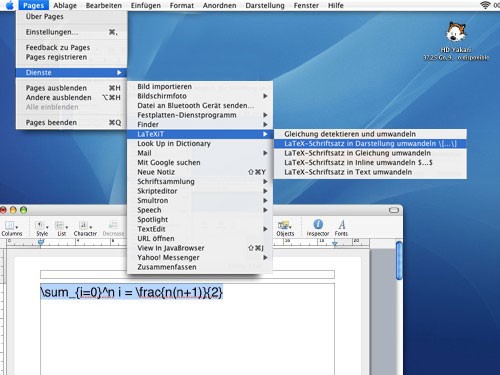 Pages Ablage Bearbeiten Einfügen Format Anordnen Darstellung Fenster Hilfe
Über Pages
Einstellungen... ⌘,
Feedback zu Pages
Pages registrieren
Dienste
Pages ausblenden ⌘H
Andere ausblenden ⌥⌘H
Alle einblenden
Pages beenden ⌘Q
Bild importieren
Bildschirmfoto
Datei an Bluetooth Gerät senden...
Festplatten-Dienstprogramm
Finder
LaTeXiT
Look Up in Dictionary
Mail
Mit Google suchen
Neue Notiz ⇧⌘Y
Schriftsammlung
Skripteditor
Smultron
Speech
Spotlight
TextEdit
URL öffnen
View In JavaBrowser ⇧⌘J
Yahoo! Messenger
Zusammenfassen
Gleichung detektieren und umwandeln
LaTeX-Schriftsatz in Darstellung umwandeln \[...\]
LaTeX-Schriftsatz in Gleichung umwandeln
LaTeX-Schriftsatz in Inline umwandeln $...$
LaTeX-Schriftsatz in Text umwandeln
HD Yakari
Columns Style List Character Decrease Objects Inspector Fonts
\sum_{i=0}^n i = \frac{n(n+1)}{2}